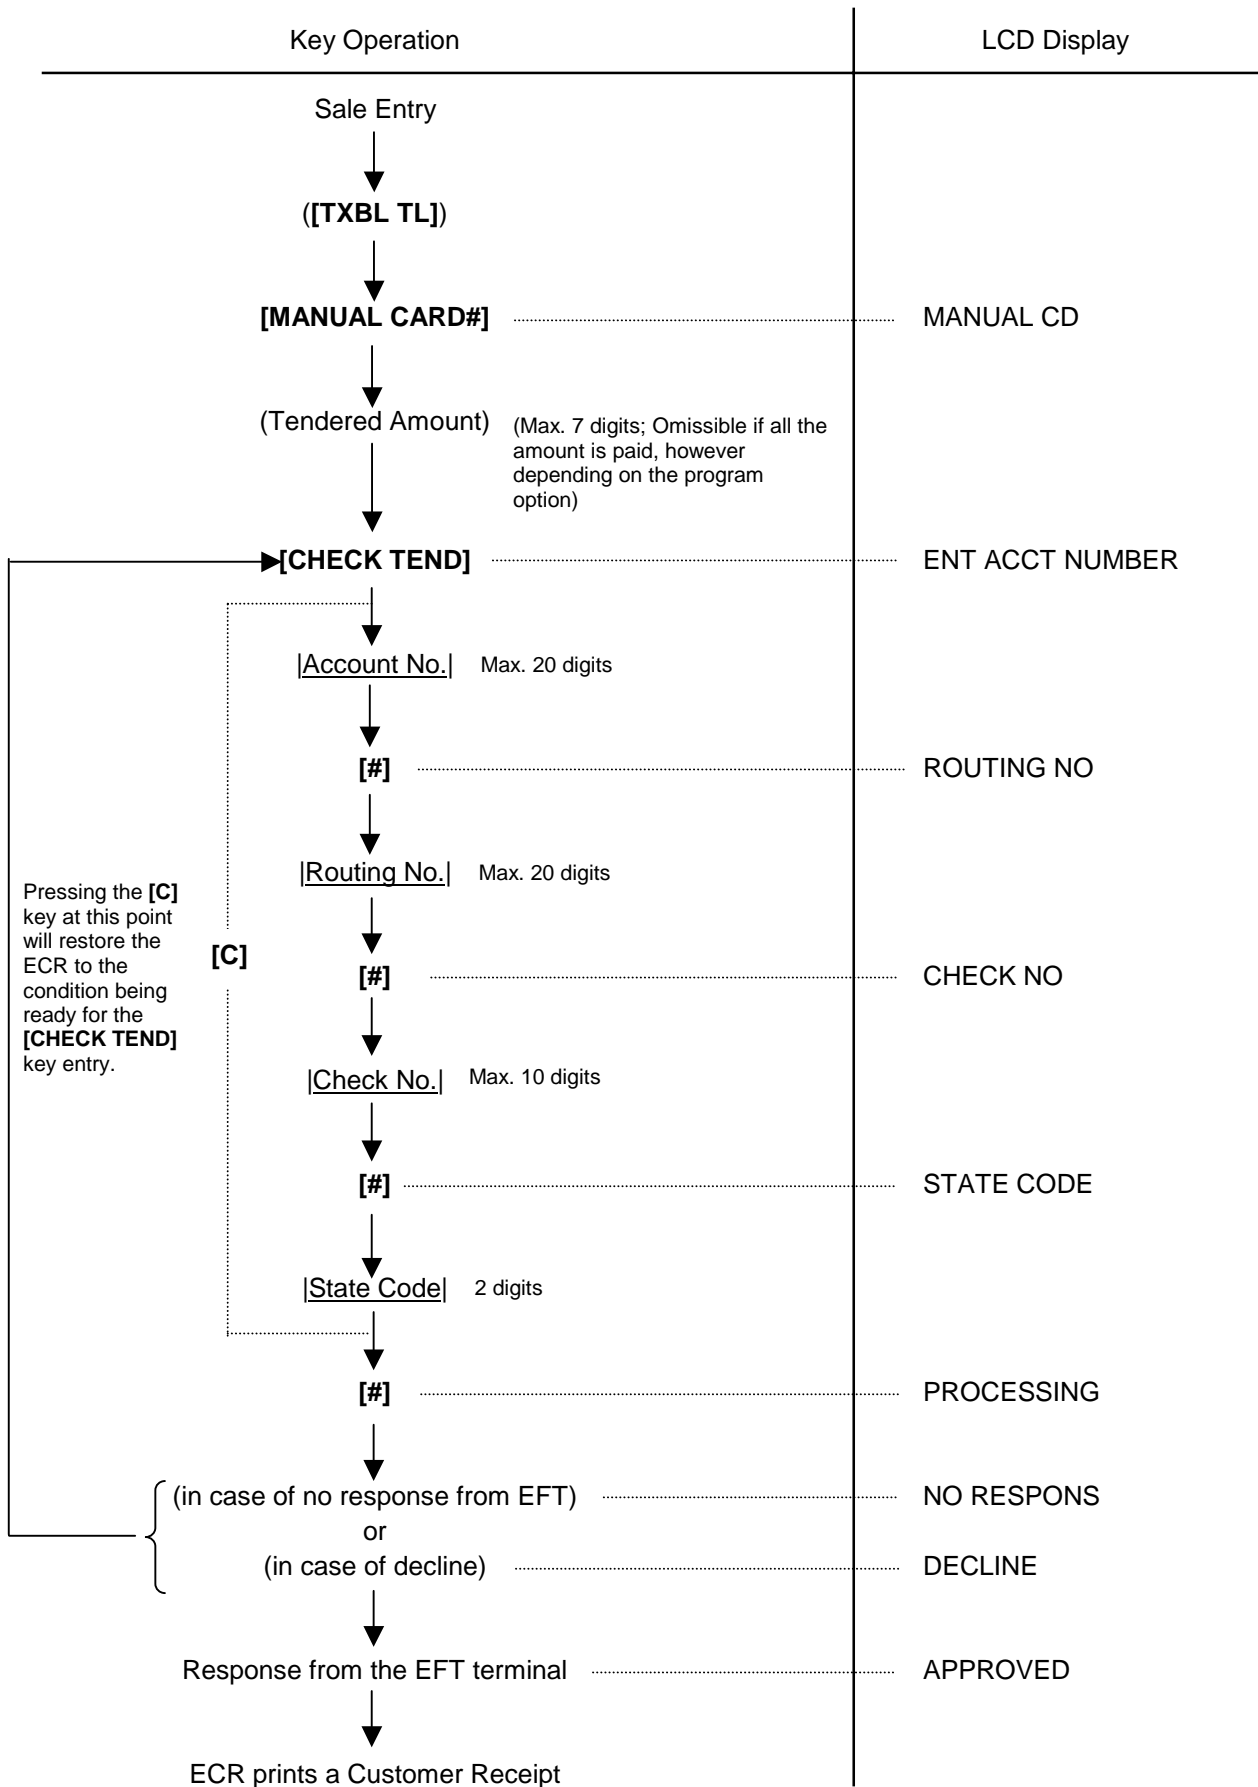 Key Operation LCD Display
Sale Entry
([TXBL TL])
[MANUAL CARD#] MANUAL CD
(Tendered Amount)
(Max. 7 digits; Omissible if all the
amount is paid, however
depending on the program
option)
[CHECK TEND] ENT ACCT NUMBER
|Account No.| Max. 20 digits
[#] ROUTING NO
|Routing No.| Max. 20 digits
Pressing the [C]
key at this point
will restore the
ECR to the
condition being
ready for the
[CHECK TEND]
key entry.
[C]
[#] CHECK NO
|Check No.| Max. 10 digits
[#] STATE CODE
|State Code| 2 digits
[#] PROCESSING
(in case of no response from EFT) NO RESPONS
or
(in case of decline) DECLINE
Response from the EFT terminal APPROVED
ECR prints a Customer Receipt